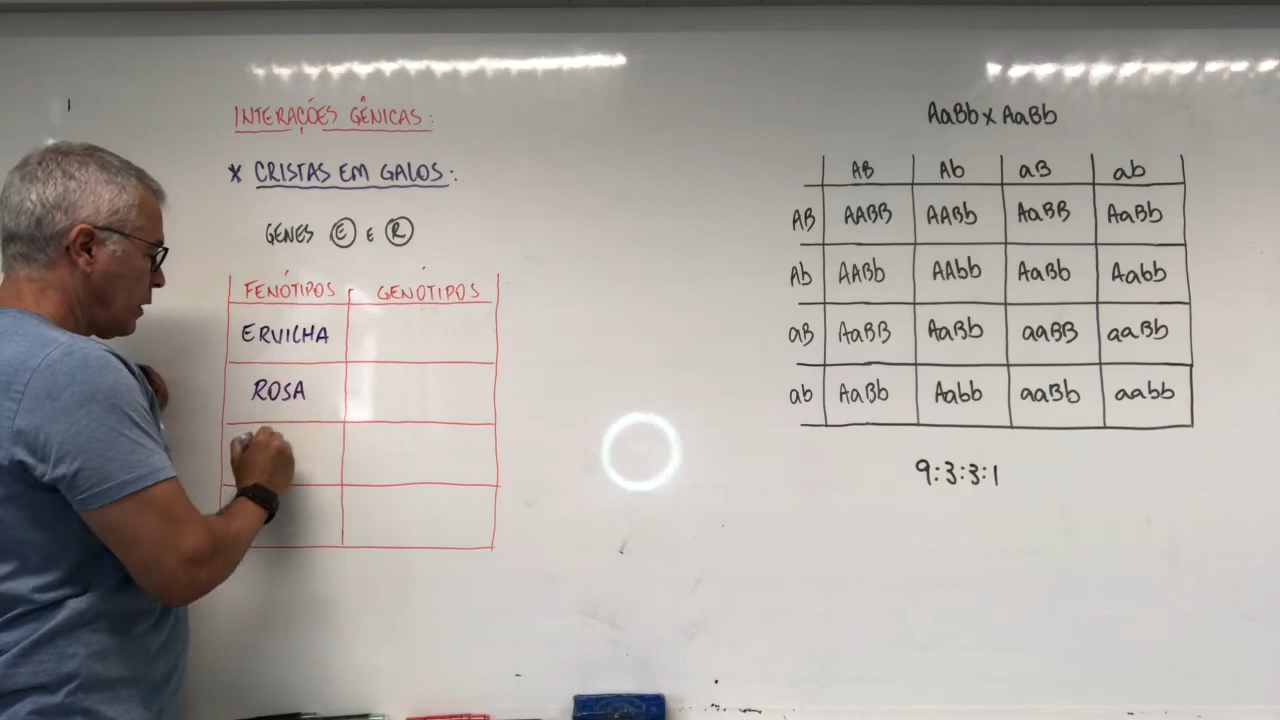 INTERAÇÕES GÊNICAS:
* CRISTAS EM GALOS:
GENES E E R
FENÓTIPOS GENÓTIPOS
ERVILHA
ROSA
AaBb x AaBb
AB Ab aB ab
AB AABB AABb AaBB AaBb
Ab AABb AAbb AaBb Aabb
aB AaBB AaBb aaBB aaBb
ab AaBb Aabb aaBb aabb
9:3:3:1